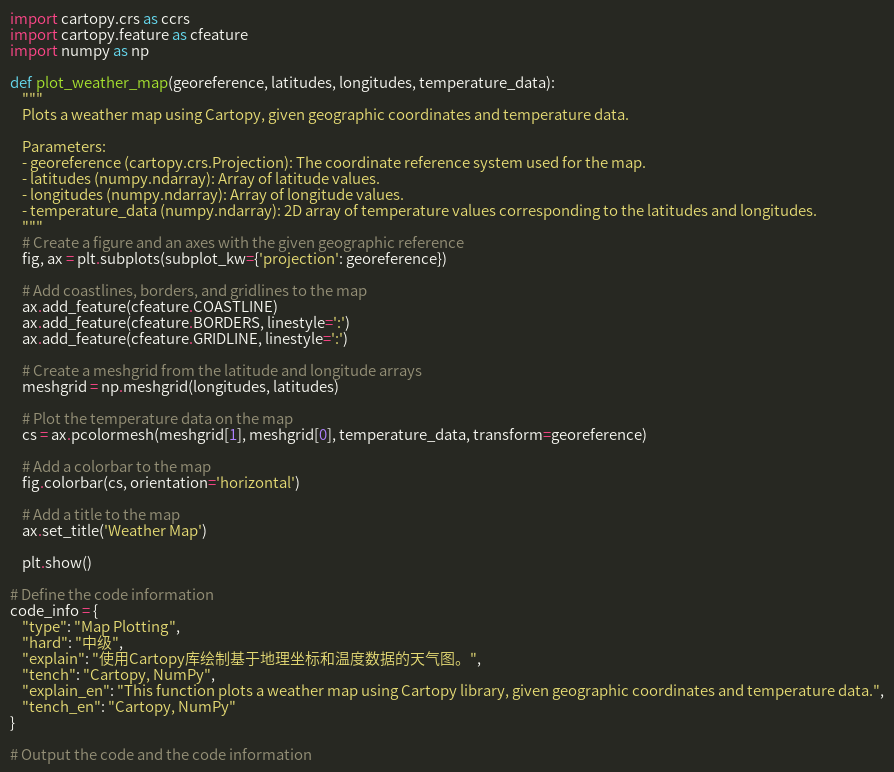 import cartopy.crs as ccrs
import cartopy.feature as cfeature
import numpy as np

def plot_weather_map(georeference, latitudes, longitudes, temperature_data):
    """
    Plots a weather map using Cartopy, given geographic coordinates and temperature data.

    Parameters:
    - georeference (cartopy.crs.Projection): The coordinate reference system used for the map.
    - latitudes (numpy.ndarray): Array of latitude values.
    - longitudes (numpy.ndarray): Array of longitude values.
    - temperature_data (numpy.ndarray): 2D array of temperature values corresponding to the latitudes and longitudes.
    """
    # Create a figure and an axes with the given geographic reference
    fig, ax = plt.subplots(subplot_kw={'projection': georeference})

    # Add coastlines, borders, and gridlines to the map
    ax.add_feature(cfeature.COASTLINE)
    ax.add_feature(cfeature.BORDERS, linestyle=':')
    ax.add_feature(cfeature.GRIDLINE, linestyle=':')

    # Create a meshgrid from the latitude and longitude arrays
    meshgrid = np.meshgrid(longitudes, latitudes)

    # Plot the temperature data on the map
    cs = ax.pcolormesh(meshgrid[1], meshgrid[0], temperature_data, transform=georeference)

    # Add a colorbar to the map
    fig.colorbar(cs, orientation='horizontal')

    # Add a title to the map
    ax.set_title('Weather Map')

    plt.show()

# Define the code information
code_info = {
    "type": "Map Plotting",
    "hard": "中级",
    "explain": "使用Cartopy库绘制基于地理坐标和温度数据的天气图。",
    "tench": "Cartopy, NumPy",
    "explain_en": "This function plots a weather map using Cartopy library, given geographic coordinates and temperature data.",
    "tench_en": "Cartopy, NumPy"
}

# Output the code and the code information